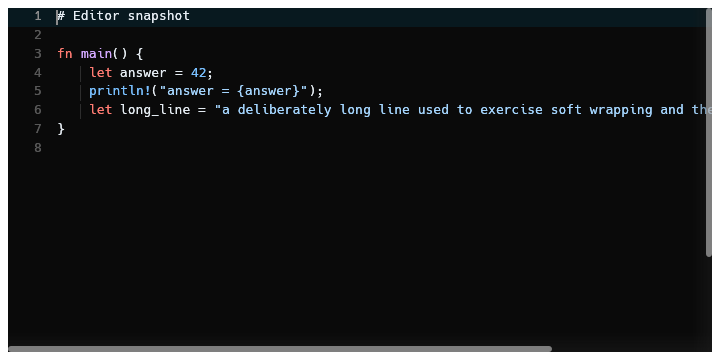 1 # Editor snapshot
2
3 fn main() {
4     let answer = 42;
5     println!("answer = {answer}");
6     let long_line = "a deliberately long line used to exercise soft wrapping and the
7 }
8